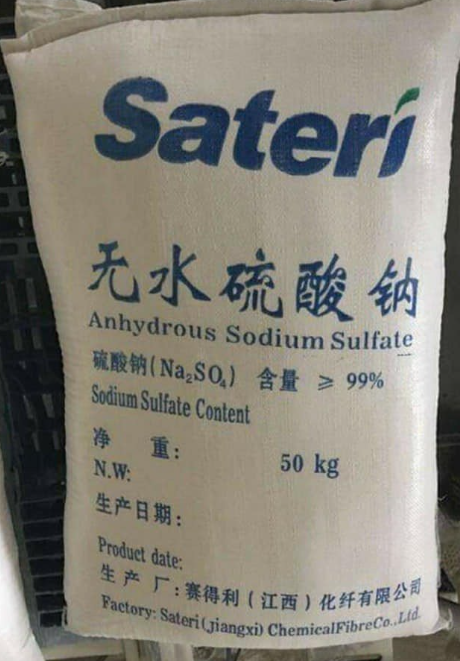 Sateri
无水硫酸钠
Anhydrous Sodium Sulfate
硫酸钠(Na₂SO₄) 含量 ≥ 99%
Sodium Sulfate Content
净 重: 50 kg
N.W:
生产日期:
Product date:
生 产 厂:赛得利(江西)化纤有限公司
Factory: Sateri(jiangxi) ChemicalFibreCo.,Ltd.